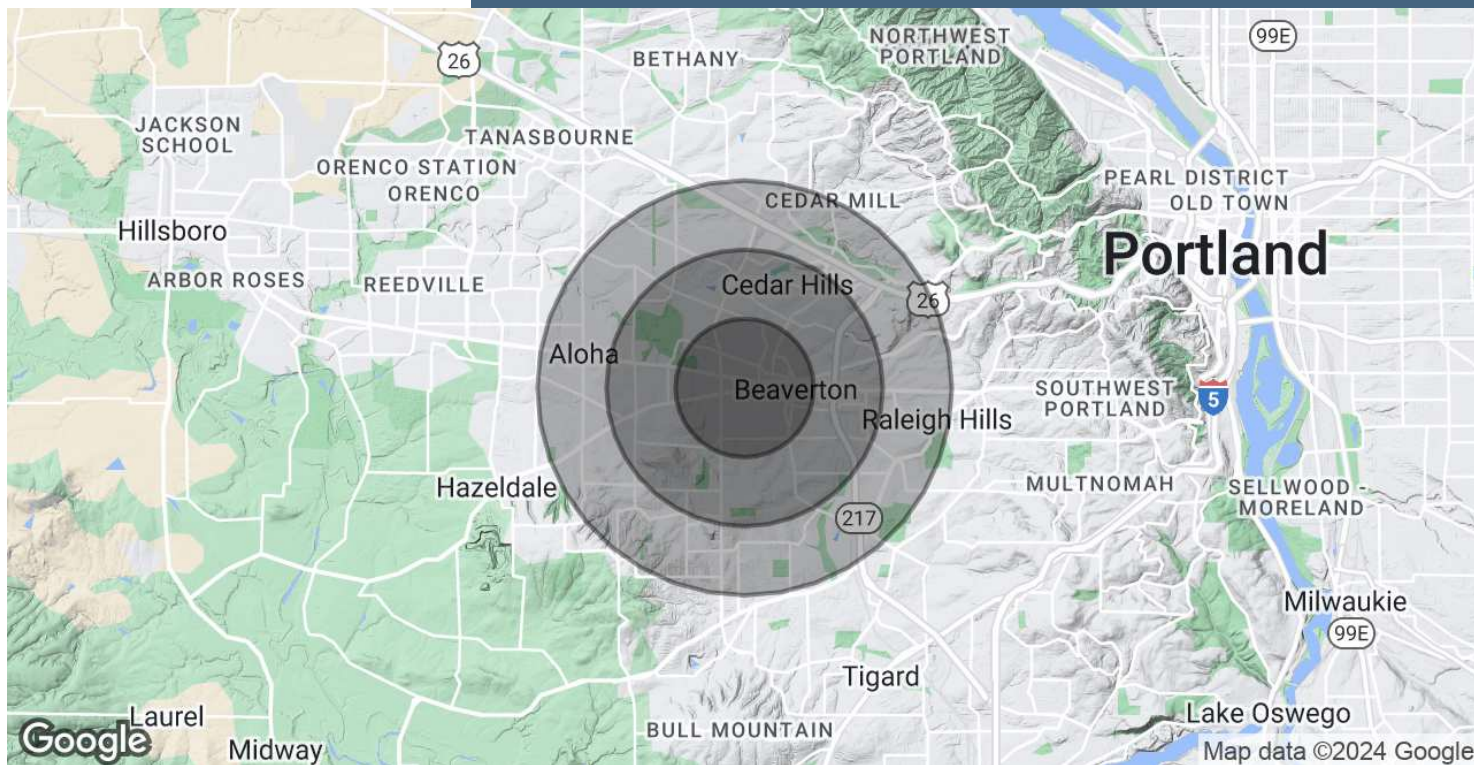 99E
NORTHWEST
PORTLAND
BETHANY
26
JACKSON
SCHOOL
TANASBOURNE
ORENCO STATION
ORENCO
PEARL DISTRICT
OLD TOWN
CEDAR MILL
Hillsboro
Portland
ARBOR ROSES
REEDVILLE
Cedar Hills
26
Aloha
Beaverton
SOUTHWEST
PORTLAND
5
Raleigh Hills
Hazeldale
MULTNOMAH
SELLWOOD -
MORELAND
217
Milwaukie
99E
Tigard
Laurel
BULL MOUNTAIN
Lake Oswego
Google
Midway
Map data ©2024 Google